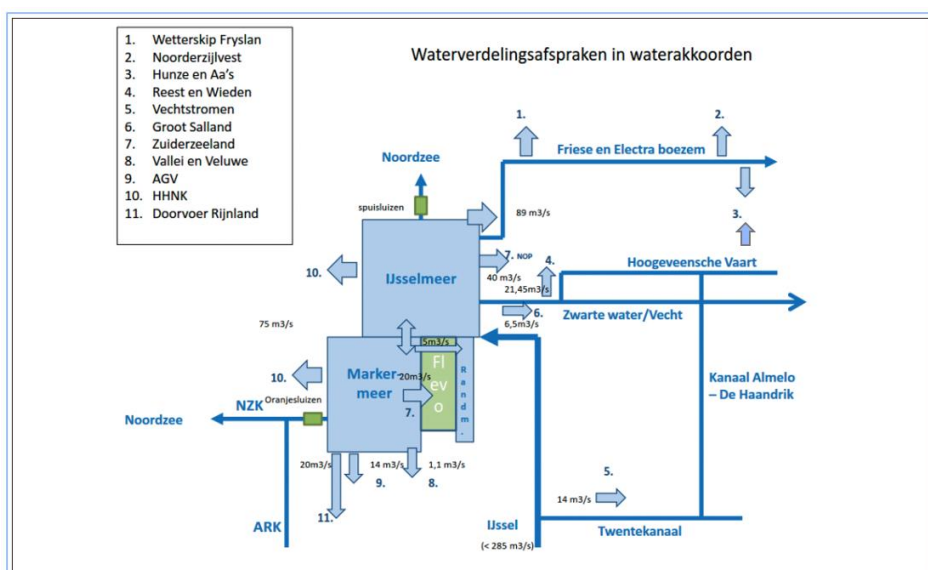 1. Wetterskip Fryslan
2. Noorderzijlvest
3. Hunze en Aa's
4. Reest en Wieden
5. Vechtstromen
6. Groot Salland
7. Zuiderzeeland
8. Vallei en Veluwe
9. AGV
10. HHNK
11. Doorvoer Rijnland
Waterverdelingsafspraken in waterakkoorden
1.
2.
Friese en Electra boezem
Noordzee
spuisluizen
89 m3/s
3.
7. NOP
4.
Hoogeveensche Vaart
10.
IJsselmeer
40 m3/s
21,45m3/s
6.
Zwarte water/Vecht
6,5m3/s
75 m3/s
5m3/s
Marker-
meer
20m3/s
Fl
ev
o
Randm.
Kanaal Almelo
– De Haandrik
10.
7.
Oranjesluizen
NZK
Noordzee
20m3/s
14 m3/s
1,1 m3/s
9.
8.
5.
14 m3/s
11.
ARK
IJssel
(< 285 m3/s)
Twentekanaal